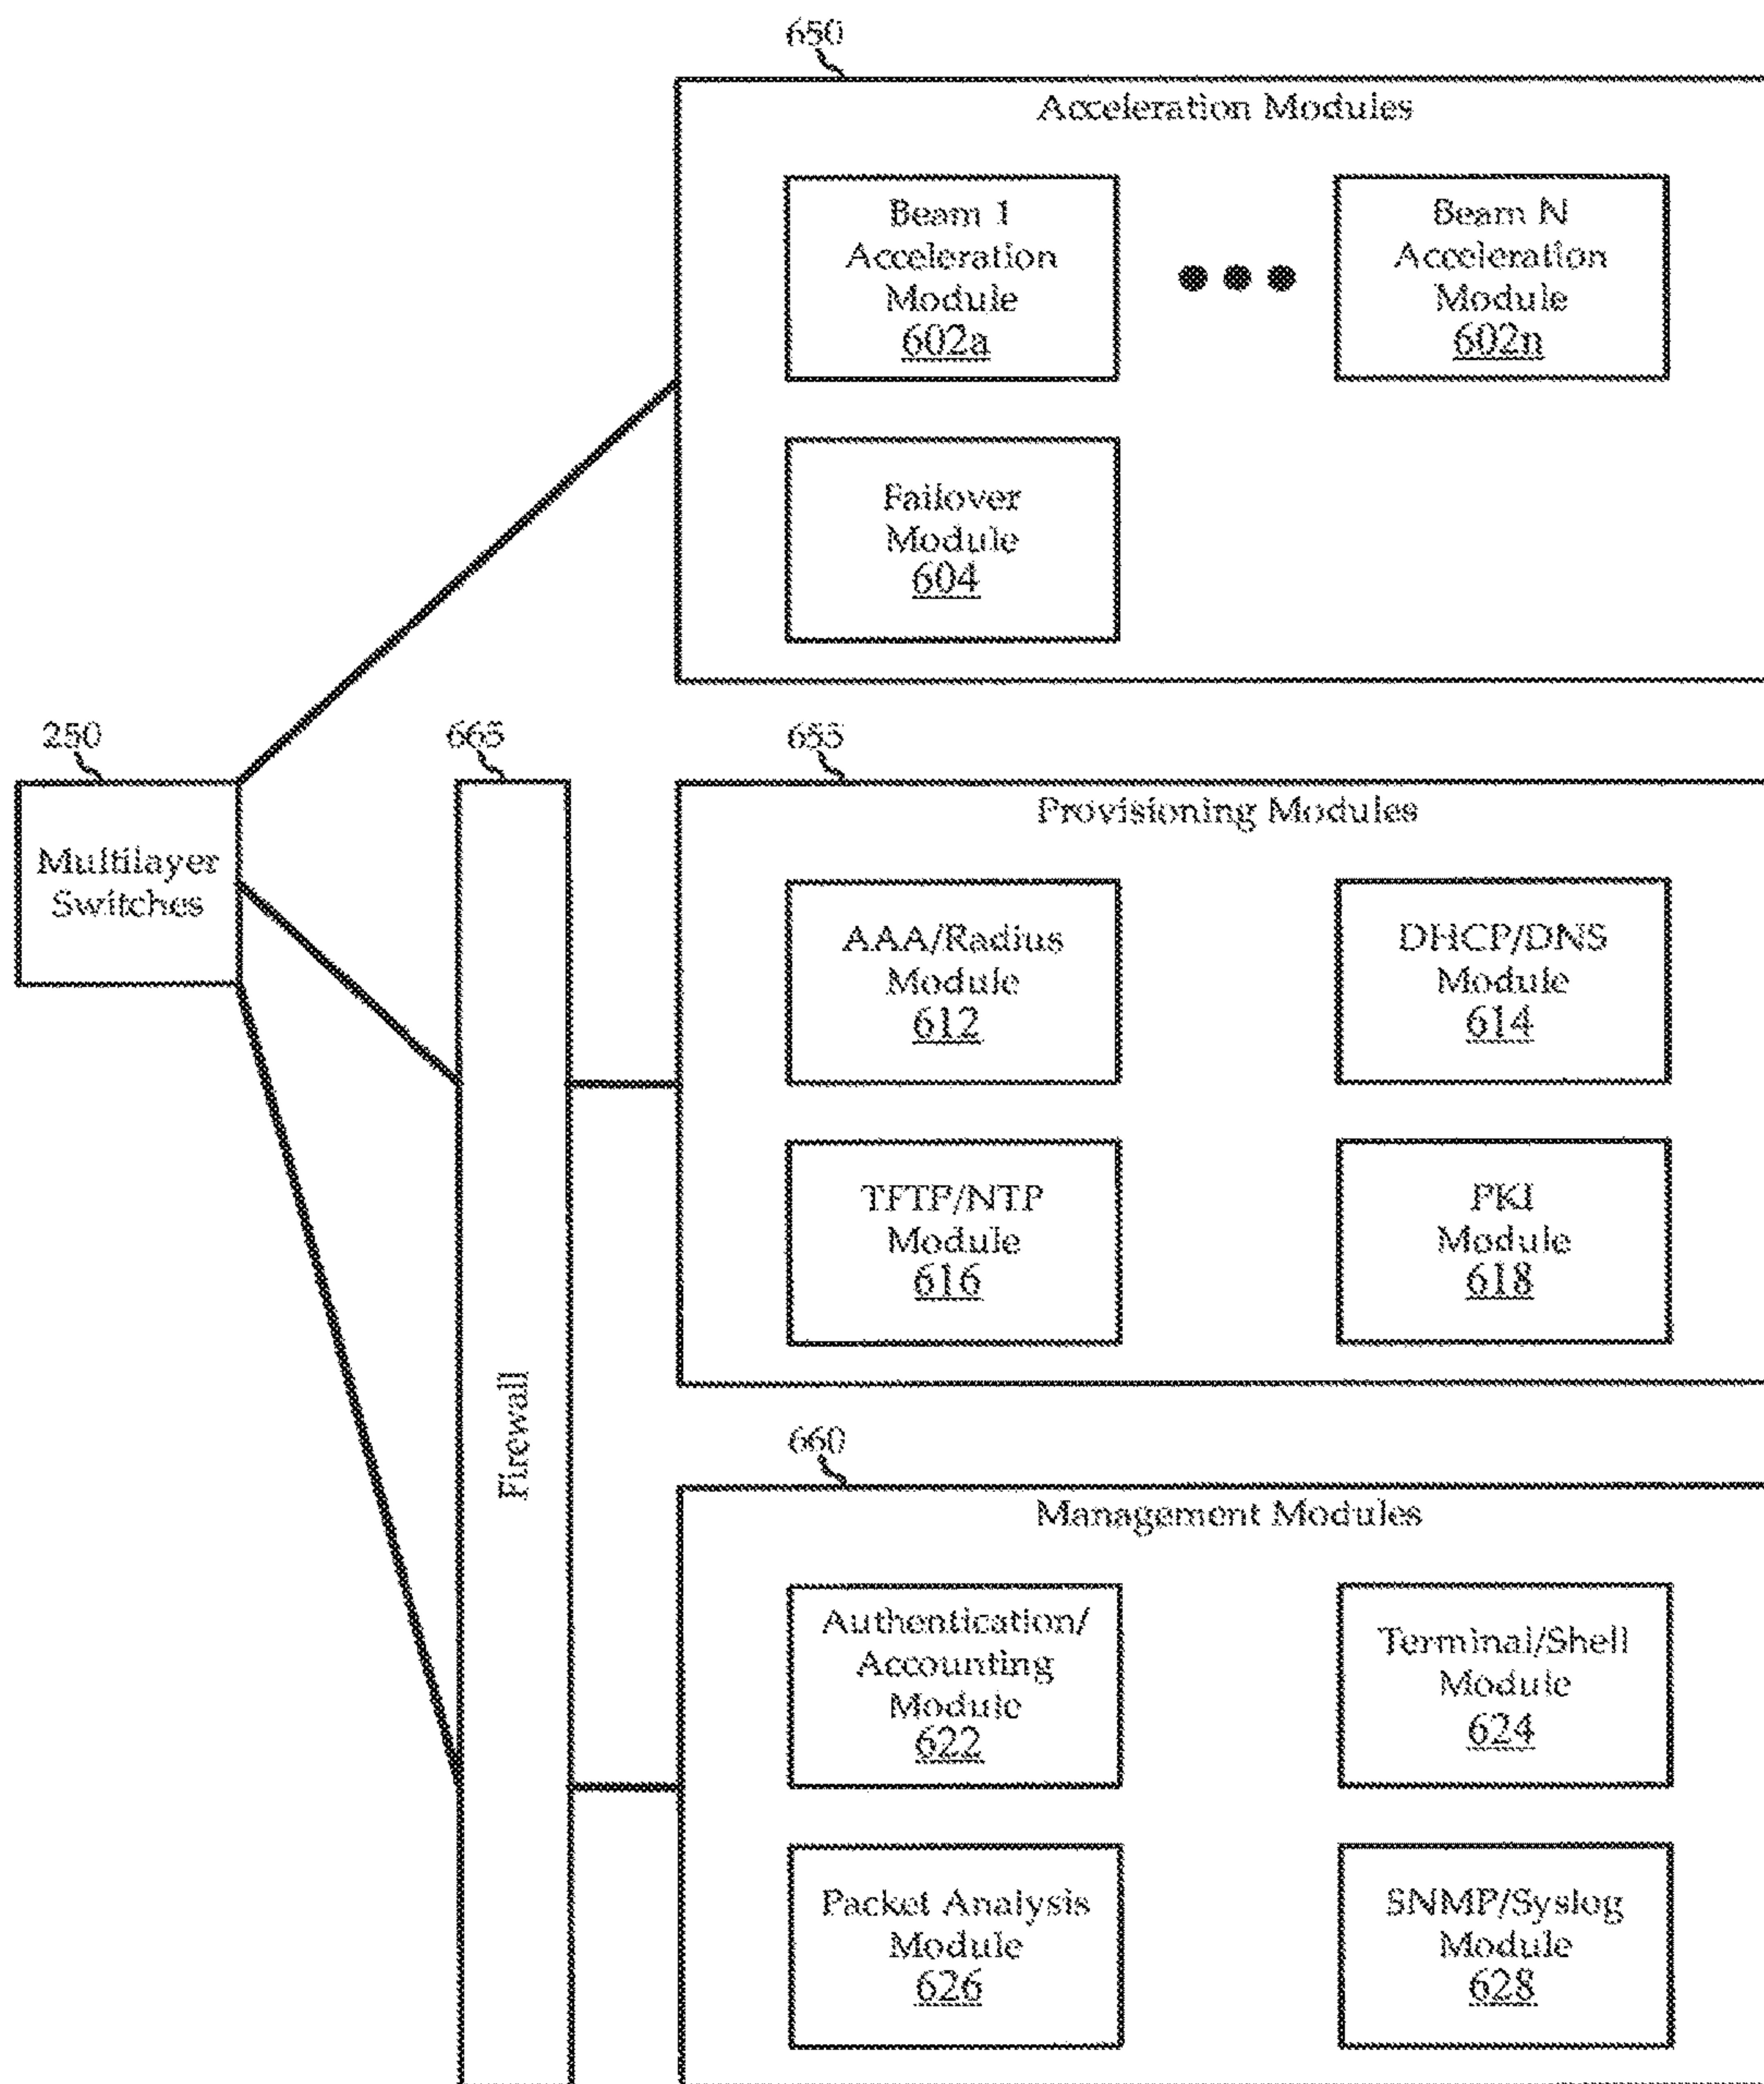 650
Acceleration Modules
Beam 1
Acceleration
Module
602a
Beam N
Acceleration
Module
602n
Failover
Module
604
250
Multilayer
Switches
665
Firewall
655
Provisioning Modules
AAA/Radius
Module
612
DHCP/DNS
Module
614
TFTP/NTP
Module
616
PKI
Module
618
660
Management Modules
Authentication/
Accounting
Module
622
Terminal/Shell
Module
624
Packet Analysis
Module
626
SNMP/Syslog
Module
628